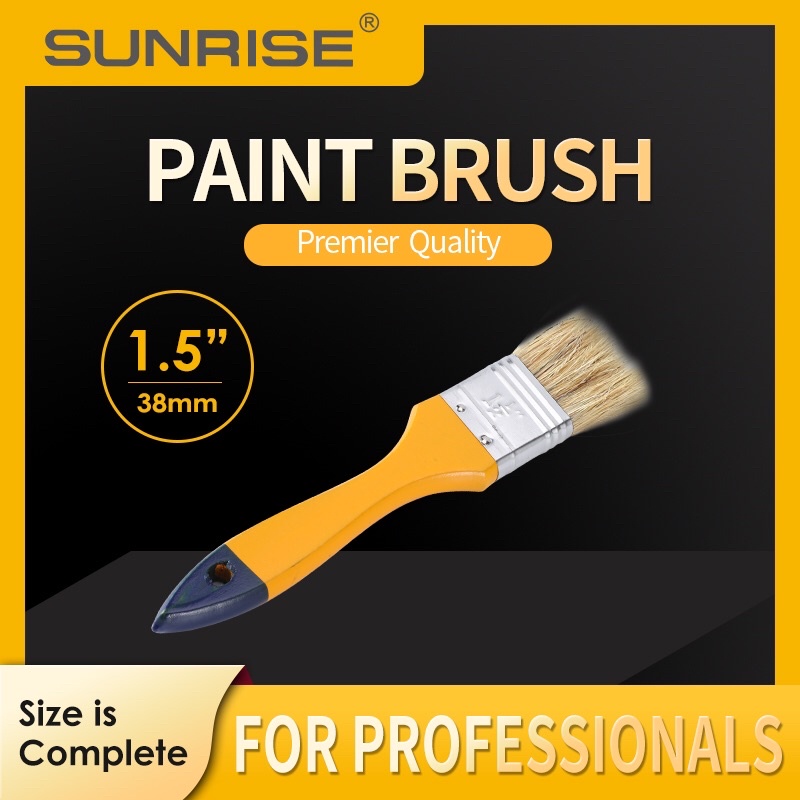 SUNRISE®
PAINT BRUSH
Premier Quality
1.5”
38mm
Size is
Complete
FOR PROFESSIONALS